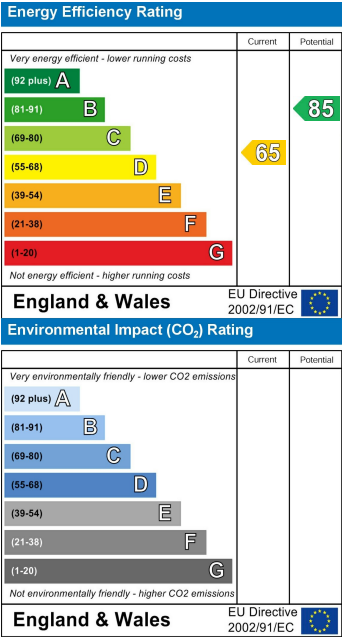 Energy Efficiency Rating
Current Potential
Very energy efficient - lower running costs
(92 plus) A
(81-91) B
85
(69-80) C
65
(55-68) D
(39-54) E
(21-38) F
(1-20) G
Not energy efficient - higher running costs
England & Wales
EU Directive
2002/91/EC
Environmental Impact (CO₂) Rating
Current Potential
Very environmentally friendly - lower CO2 emissions
(92 plus) A
(81-91) B
(69-80) C
(55-68) D
(39-54) E
(21-38) F
(1-20) G
Not environmentally friendly - higher CO2 emissions
England & Wales
EU Directive
2002/91/EC